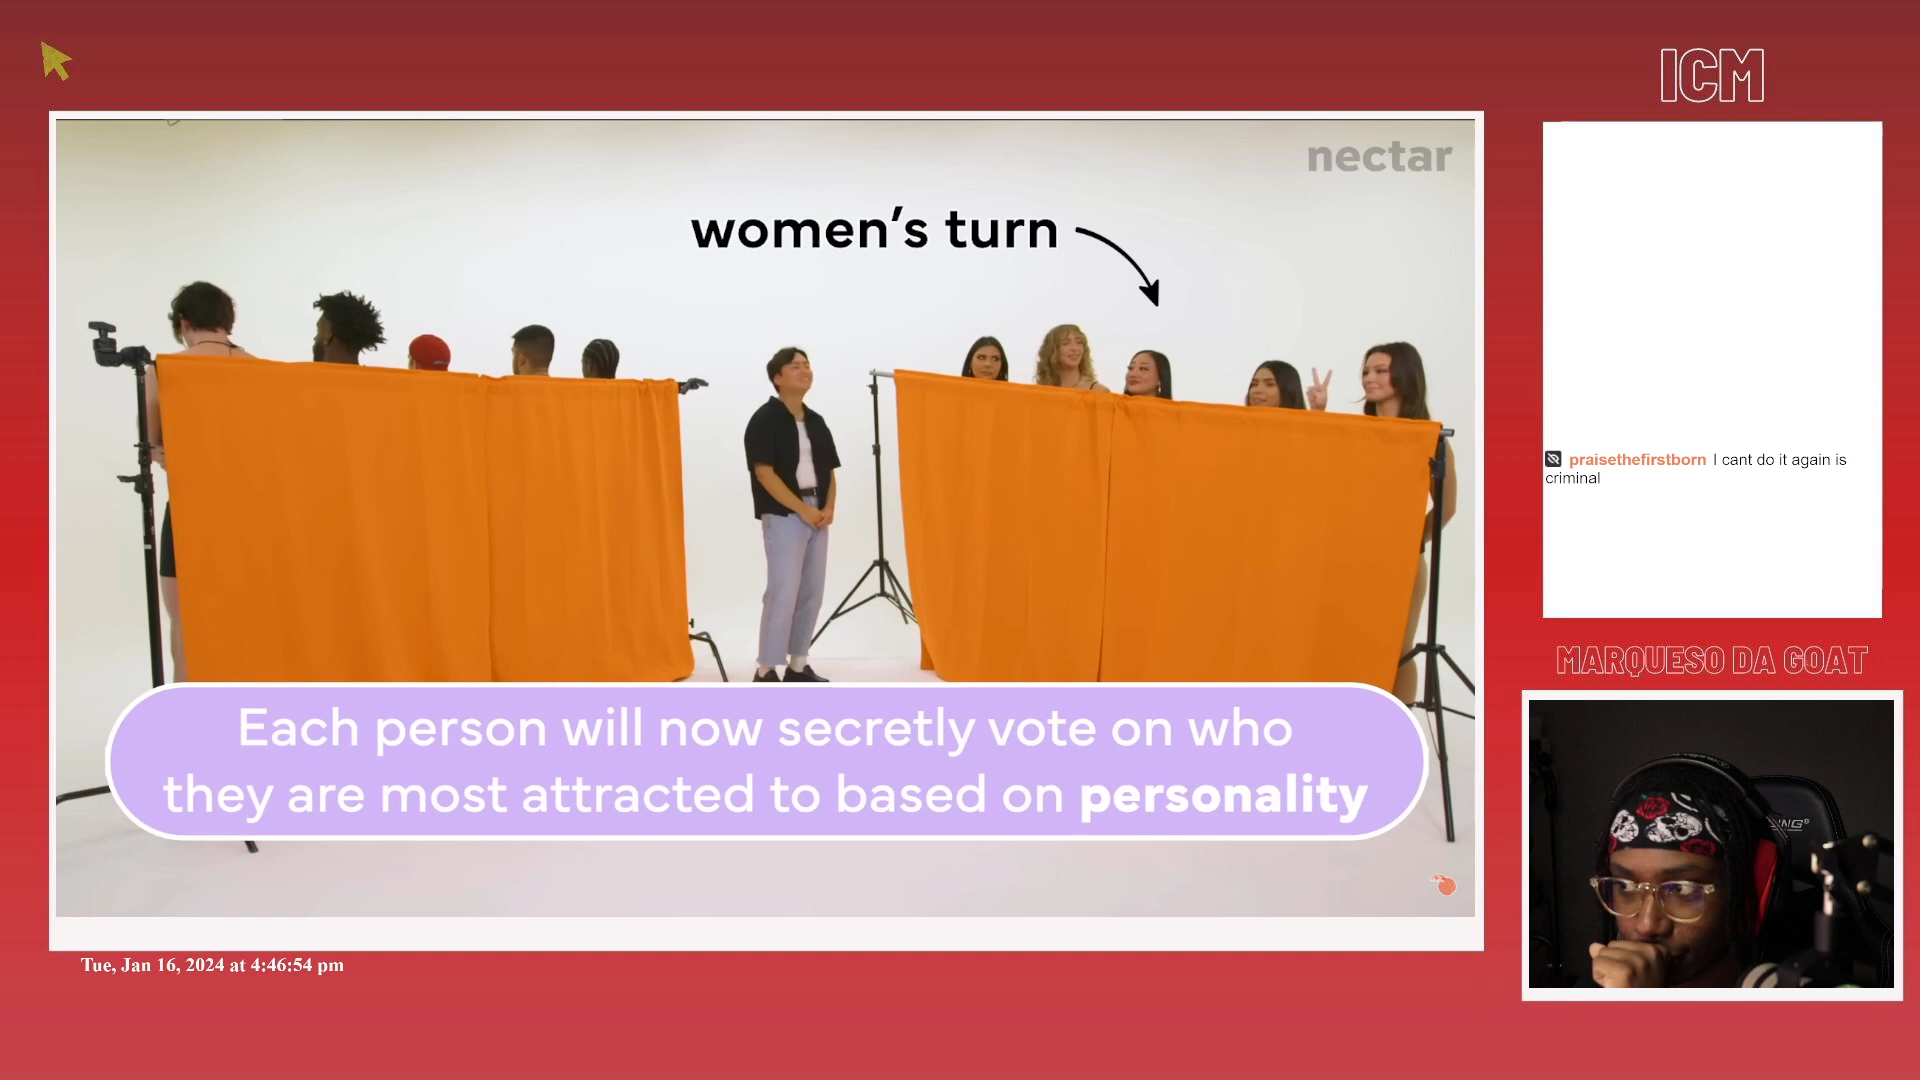 ICM
nectar
women's turn
praisethefirstborn I cant do it again is
criminal
MARQUESO DA GOAT
Each person will now secretly vote on who
they are most attracted to based on personality
Tue, Jan 16, 2024 at 4:46:54 pm